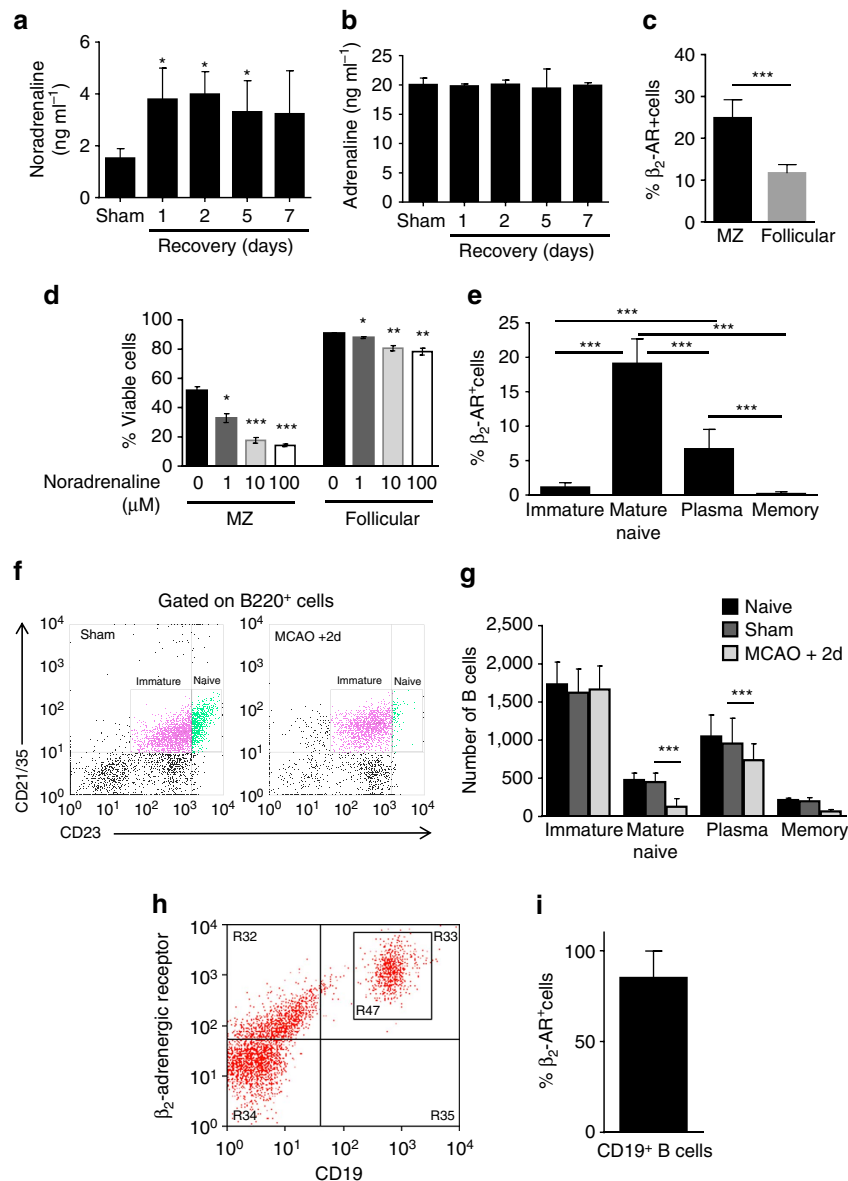 a
Noradrenaline
(ng ml⁻¹)
6
4
2
0
*
*
*
Sham
1
2
5
7
Recovery (days)
b
Adrenaline (ng ml⁻¹)
25
20
15
10
5
0
Sham
1
2
5
7
Recovery (days)
c
% β₂-AR+cells
40
30
20
10
0
***
MZ
Follicular
d
% Viable cells
100
80
60
40
20
0
*
***
***
*
**
**
Noradrenaline
(μM)
0
1
10
100
0
1
10
100
MZ
Follicular
e
% β₂-AR⁺cells
25
20
15
10
5
0
***
***
***
***
***
Immature
Mature
naive
Plasma
Memory
f
Gated on B220⁺ cells
CD21/35
10⁴
10³
10²
10¹
10⁰
Sham
Immature
Naive
10⁰
10¹
10²
10³
10⁴
10⁴
10³
10²
10¹
10⁰
MCAO +2d
Immature
Naive
10⁰
10¹
10²
10³
10⁴
CD23
g
Naive
Sham
MCAO + 2d
Number of B cells
2,500
2,000
1,500
1,000
500
0
***
***
Immature
Mature
naive
Plasma
Memory
h
β₂-adrenergic receptor
10⁴
10³
10²
10¹
10⁰
R32
R33
R47
R34
R35
10⁰
10¹
10²
10³
10⁴
CD19
i
% β₂-AR⁺cells
100
50
0
CD19⁺ B cells